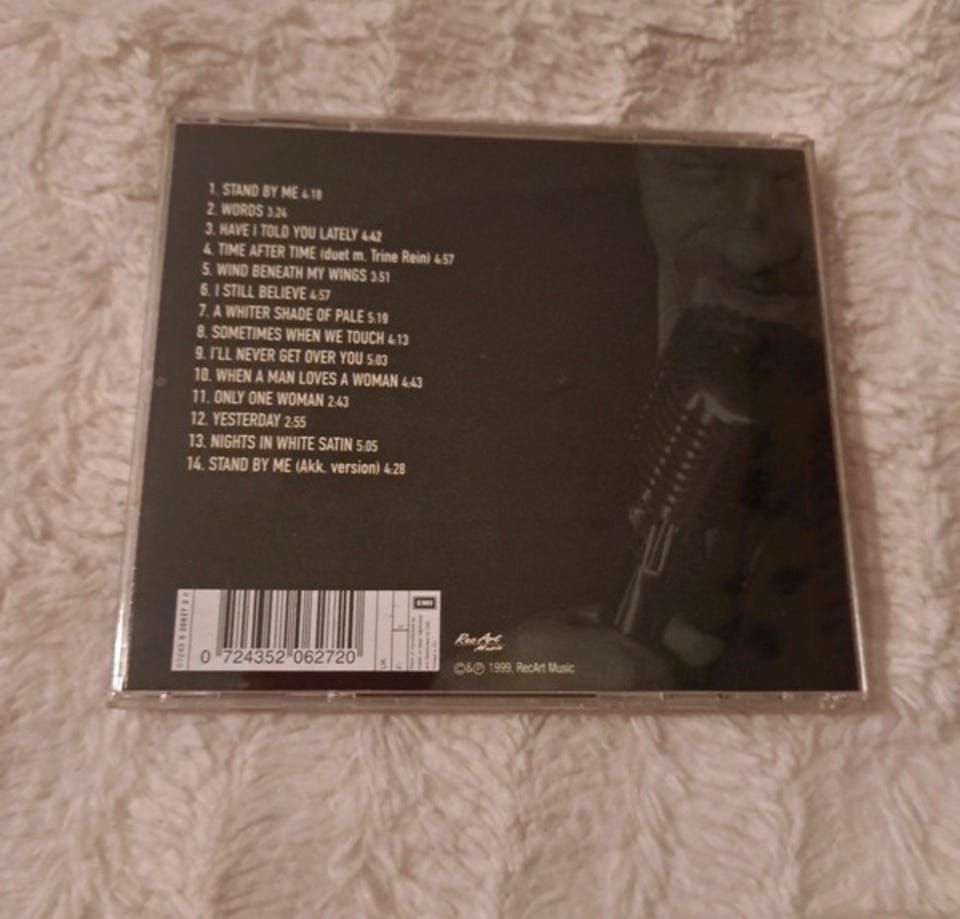 1. STAND BY ME 4:18
2. WORDS 3:24
3. HAVE I TOLD YOU LATELY 4:42
4. TIME AFTER TIME (duet m. Trine Rein) 4:57
5. WIND BENEATH MY WINGS 3:51
6. I STILL BELIEVE 4:57
7. A WHITER SHADE OF PALE 5:19
8. SOMETIMES WHEN WE TOUCH 4:13
9. I'LL NEVER GET OVER YOU 5:03
10. WHEN A MAN LOVES A WOMAN 4:43
11. ONLY ONE WOMAN 2:43
12. YESTERDAY 2:55
13. NIGHTS IN WHITE SATIN 5:05
14. STAND BY ME (Akk. version) 4:28
EMI
0 724352 062720
RecArt
Music
©&℗ 1999, RecArt Music